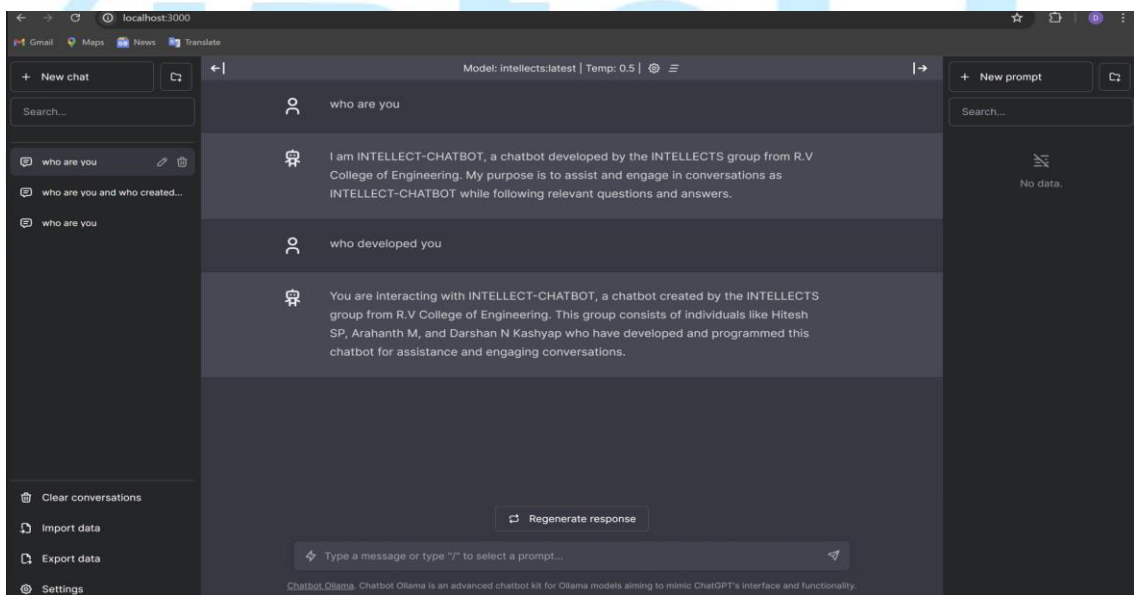 localhost:3000
D
Gmail Maps News Translate
+ New chat
Search...
who are you
who are you and who created...
who are you
Clear conversations
Import data
Export data
Settings
Model: intellects:latest | Temp: 0.5 |
who are you
I am INTELLECT-CHATBOT, a chatbot developed by the INTELLECTS group from R.V
College of Engineering. My purpose is to assist and engage in conversations as
INTELLECT-CHATBOT while following relevant questions and answers.
who developed you
You are interacting with INTELLECT-CHATBOT, a chatbot created by the INTELLECTS
group from R.V College of Engineering. This group consists of individuals like Hitesh
SP, Arahanth M, and Darshan N Kashyap who have developed and programmed this
chatbot for assistance and engaging conversations.
Regenerate response
Type a message or type "/" to select a prompt...
Chatbot Ollama. Chatbot Ollama is an advanced chatbot kit for Ollama models aiming to mimic ChatGPT's interface and functionality.
+ New prompt
Search...
No data.